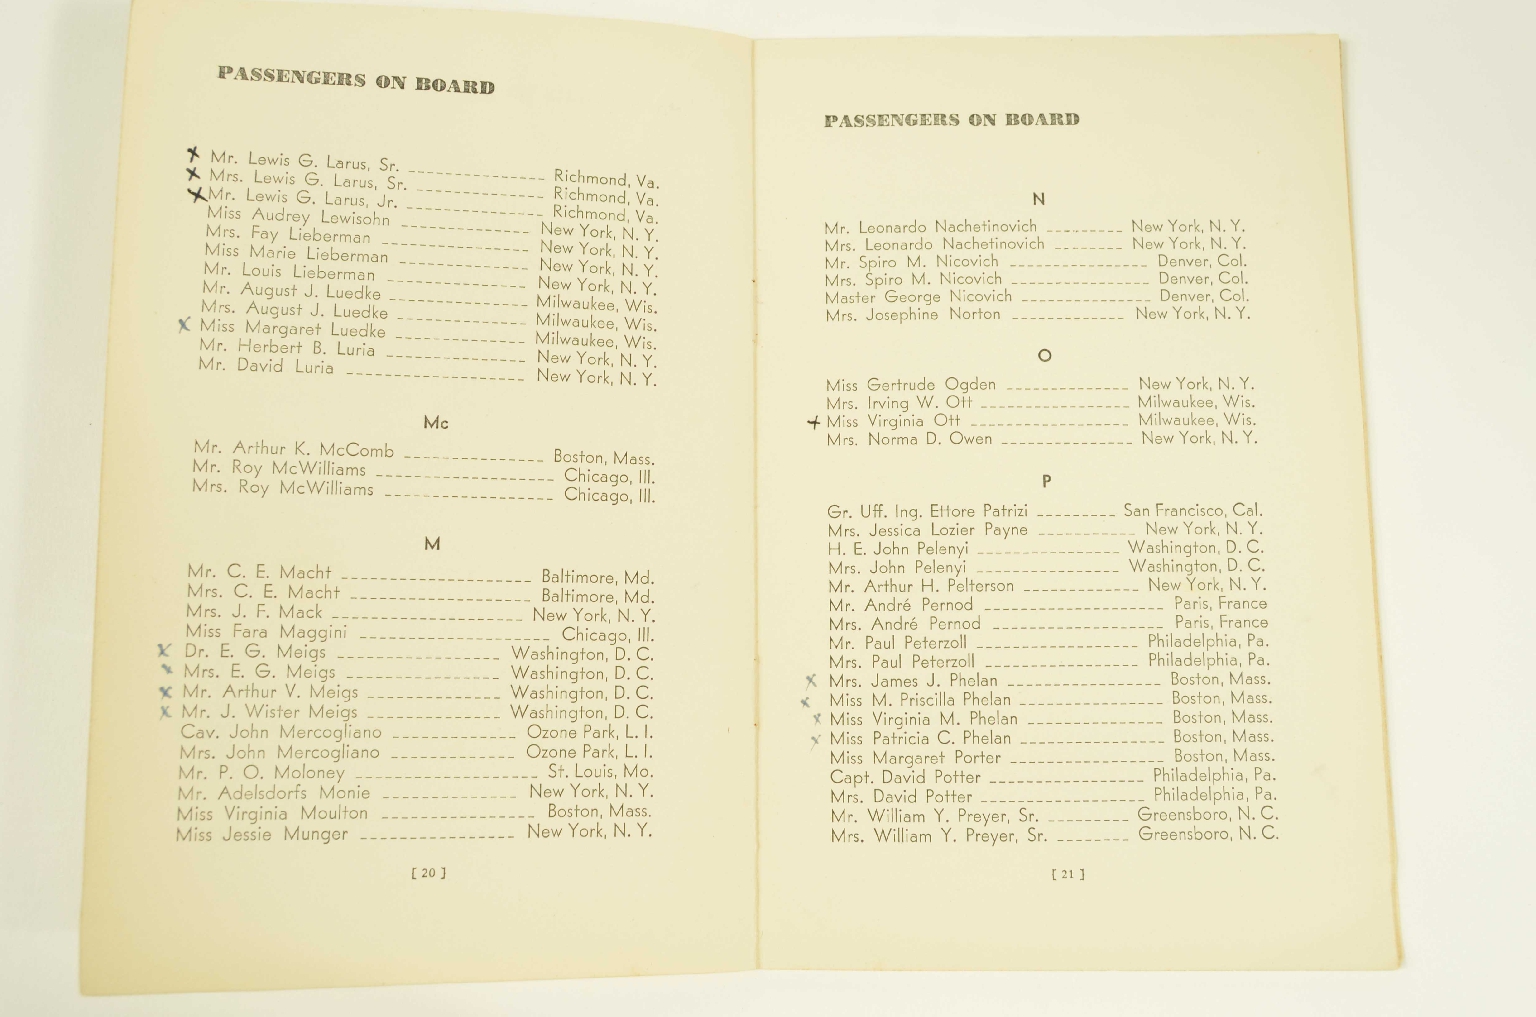 PASSENGERS ON BOARD
Mr. Lewis G. Larus, Sr. Richmond, Va.
Mrs. Lewis G. Larus, Sr. Richmond, Va.
Mr. Lewis G. Larus, Jr. Richmond, Va.
Miss Audrey Lewisohn New York, N. Y.
Mrs. Fay Lieberman New York, N. Y.
Miss Marie Lieberman New York, N. Y.
Mr. Louis Lieberman New York, N. Y.
Mr. August J. Luedke Milwaukee, Wis.
Mrs. August J. Luedke Milwaukee, Wis.
Miss Margaret Luedke Milwaukee, Wis.
Mr. Herbert B. Luria New York, N. Y.
Mr. David Luria New York, N. Y.
Mc
Mr. Arthur K. McComb Boston, Mass.
Mr. Roy McWilliams Chicago, Ill.
Mrs. Roy McWilliams Chicago, Ill.
M
Mr. C. E. Macht Baltimore, Md.
Mrs. C. E. Macht Baltimore, Md.
Mrs. J. F. Mack New York, N. Y.
Miss Fara Maggini Chicago, Ill.
Dr. E. G. Meigs Washington, D. C.
Mrs. E. G. Meigs Washington, D. C.
Mr. Arthur V. Meigs Washington, D. C.
Mr. J. Wister Meigs Washington, D. C.
Cav. John Mercogliano Ozone Park, L. I.
Mrs. John Mercogliano Ozone Park, L. I.
Mr. P. O. Moloney St. Louis, Mo.
Mr. Adelsdorfs Monie New York, N. Y.
Miss Virginia Moulton Boston, Mass.
Miss Jessie Munger New York, N. Y.
[ 20 ]
PASSENGERS ON BOARD
N
Mr. Leonardo Nachetinovich New York, N. Y.
Mrs. Leonardo Nachetinovich New York, N. Y.
Mr. Spiro M. Nicovich Denver, Col.
Mrs. Spiro M. Nicovich Denver, Col.
Master George Nicovich Denver, Col.
Mrs. Josephine Norton New York, N. Y.
O
Miss Gertrude Ogden New York, N. Y.
Mrs. Irving W. Ott Milwaukee, Wis.
Miss Virginia Ott Milwaukee, Wis.
Mrs. Norma D. Owen New York, N. Y.
P
Gr. Uff. Ing. Ettore Patrizi San Francisco, Cal.
Mrs. Jessica Lozier Payne New York, N. Y.
H. E. John Pelenyi Washington, D. C.
Mrs. John Pelenyi Washington, D. C.
Mr. Arthur H. Pelterson New York, N. Y.
Mr. André Pernod Paris, France
Mrs. André Pernod Paris, France
Mr. Paul Peterzoll Philadelphia, Pa.
Mrs. Paul Peterzoll Philadelphia, Pa.
Mrs. James J. Phelan Boston, Mass.
Miss M. Priscilla Phelan Boston, Mass.
Miss Virginia M. Phelan Boston, Mass.
Miss Patricia C. Phelan Boston, Mass.
Miss Margaret Porter Boston, Mass.
Capt. David Potter Philadelphia, Pa.
Mrs. David Potter Philadelphia, Pa.
Mr. William Y. Preyer, Sr. Greensboro, N. C.
Mrs. William Y. Preyer, Sr. Greensboro, N. C.
[ 21 ]